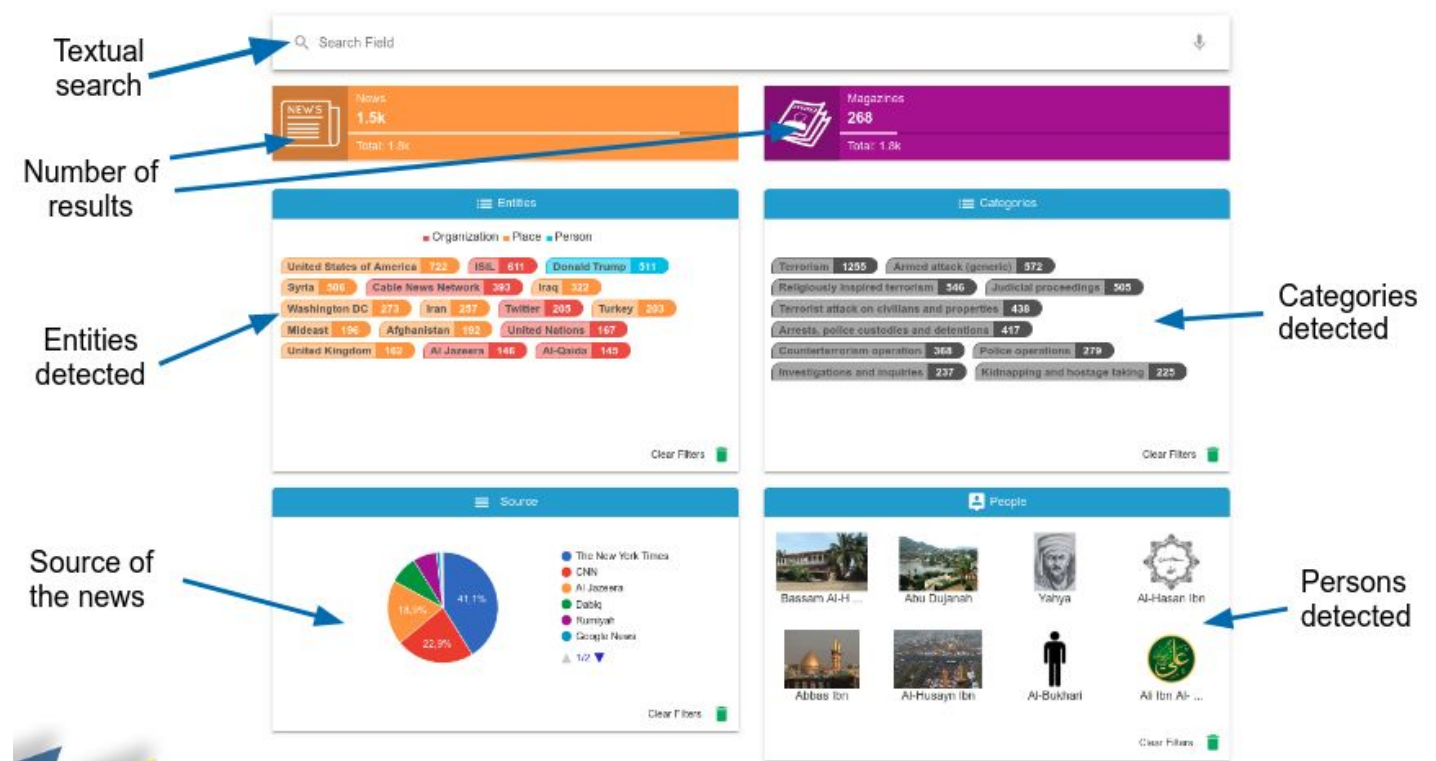 Textual
search
Search Field
NEWS
News
1.5k
Total: 1.8k
Magazines
268
Total: 1.8k
Number of
results
Entities
Organization Place Person
United States of America 722 ISIL 611 Donald Trump 511
Syria 506 Cable News Network 393 Iraq 322
Washington DC 273 Iran 257 Twitter 205 Turkey 203
Mideast 196 Afghanistan 192 United Nations 167
United Kingdom 162 Al Jazeera 146 Al-Qaida 145
Clear Filters
Entities
detected
Categories
Terrorism 1255 Armed attack (generic) 572
Religiously inspired terrorism 546 Judicial proceedings 505
Terrorist attack on civilians and properties 438
Arrests, police custodies and detentions 417
Counterterrorism operation 368 Police operations 279
Investigations and inquiries 237 Kidnapping and hostage taking 225
Clear Filters
Categories
detected
Source
41.1%
22,9%
18,9%
The New York Times
CNN
Al Jazeera
Dabiq
Rumiyah
Google News
1/2
Clear Filters
Source of
the news
People
Bassam Al-H ...
Abu Dujanah
Yahya
Al-Hasan Ibn
Abbas Ibn
Al-Husayn Ibn
Al-Bukhari
Ali Ibn Al- ...
Clear Filters
Persons
detected